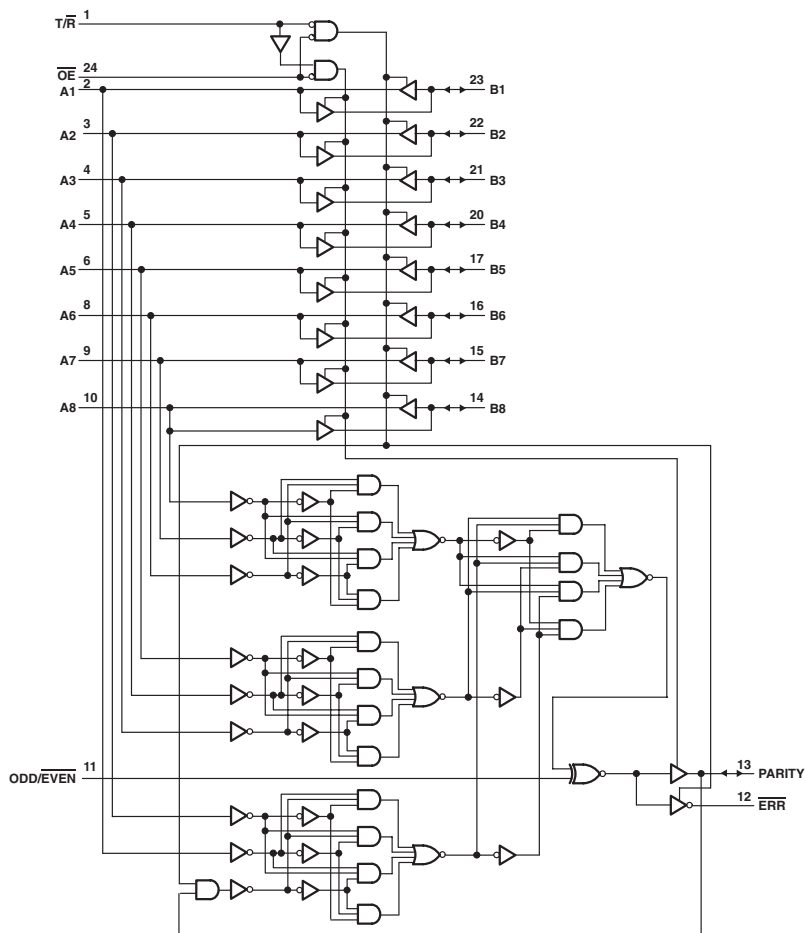 T/R 1
OE 24
A1 2
23 B1
A2 3
22 B2
A3 4
21 B3
A4 5
20 B4
A5 6
17 B5
A6 8
16 B6
A7 9
15 B7
A8 10
14 B8
ODD/EVEN 11
13 PARITY
12 ERR